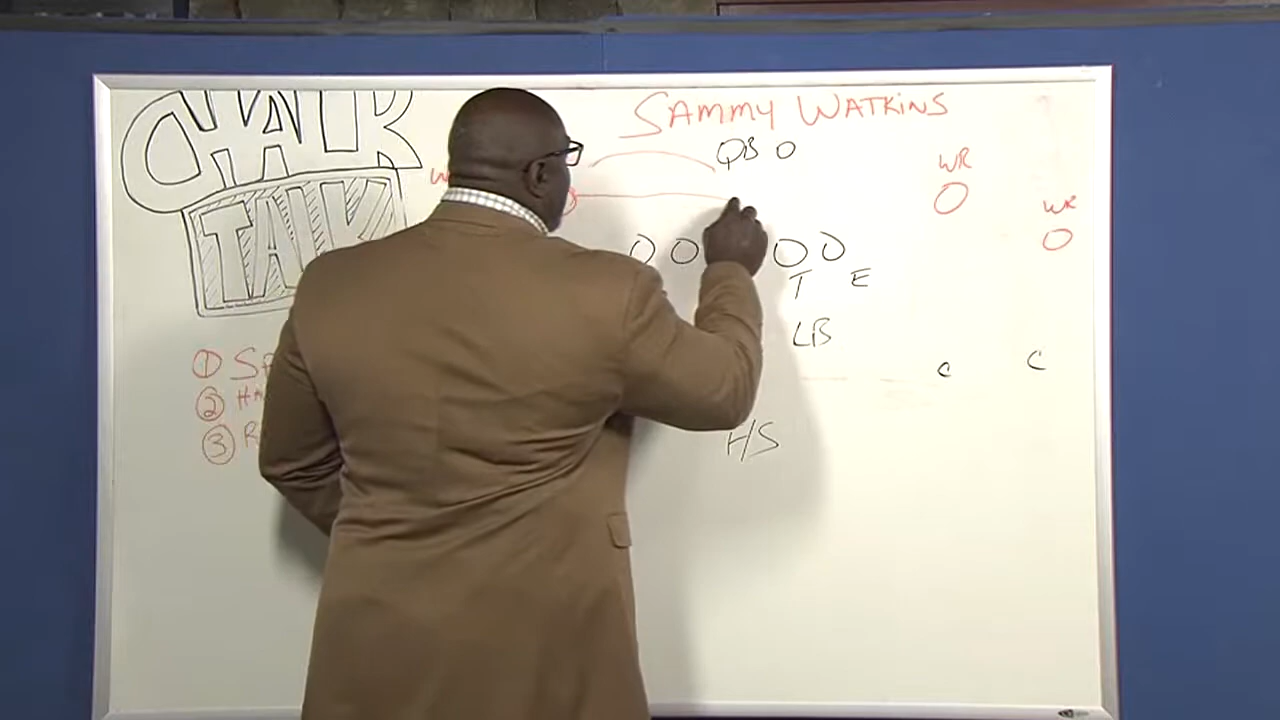 CHALK
TALK
SAMMY WATKINS
QB O
WR
O
WR
O
O O O O
T E
LB
C C
H/S
①
②
③